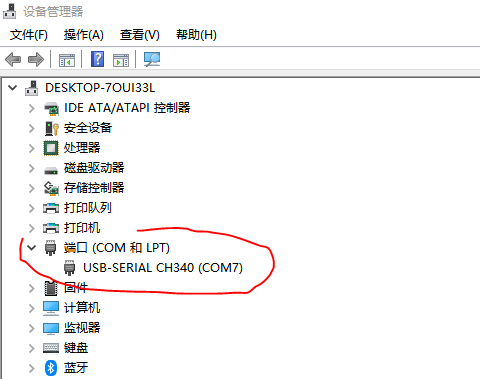 设备管理器
文件(F) 操作(A) 查看(V) 帮助(H)
DESKTOP-7OUI33L
IDE ATA/ATAPI 控制器
安全设备
处理器
磁盘驱动器
存储控制器
打印队列
打印机
端口 (COM 和 LPT)
USB-SERIAL CH340 (COM7)
固件
计算机
监视器
键盘
蓝牙